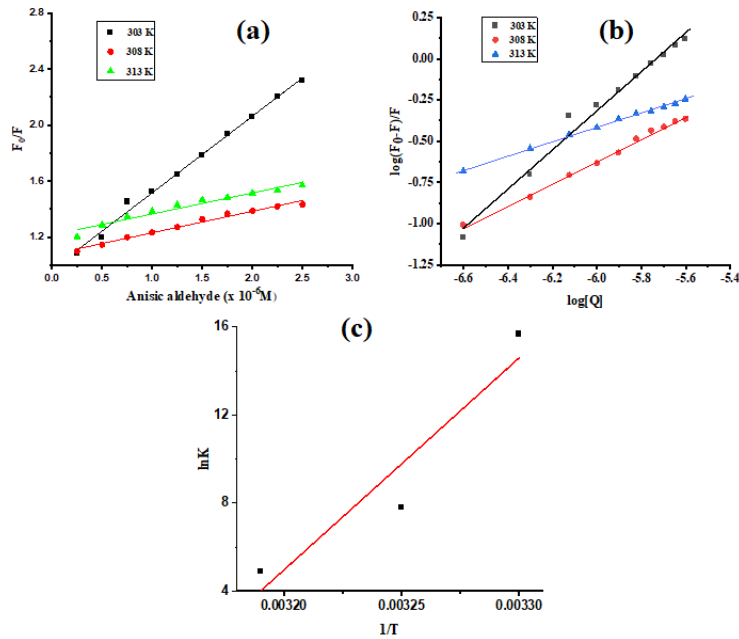 (a)
303 K
308 K
313 K
F₀/F
2.8
2.4
2.0
1.6
1.2
0.0 0.5 1.0 1.5 2.0 2.5 3.0
Anisic aldehyde (x 10⁻⁶M)
(b)
303 K
308 K
313 K
log(F₀-F)/F
0.25
0.00
-0.25
-0.50
-0.75
-1.00
-1.25
-6.6 -6.4 -6.2 -6.0 -5.8 -5.6 -5.4
log[Q]
(c)
lnK
16
12
8
4
0.00320 0.00325 0.00330
1/T